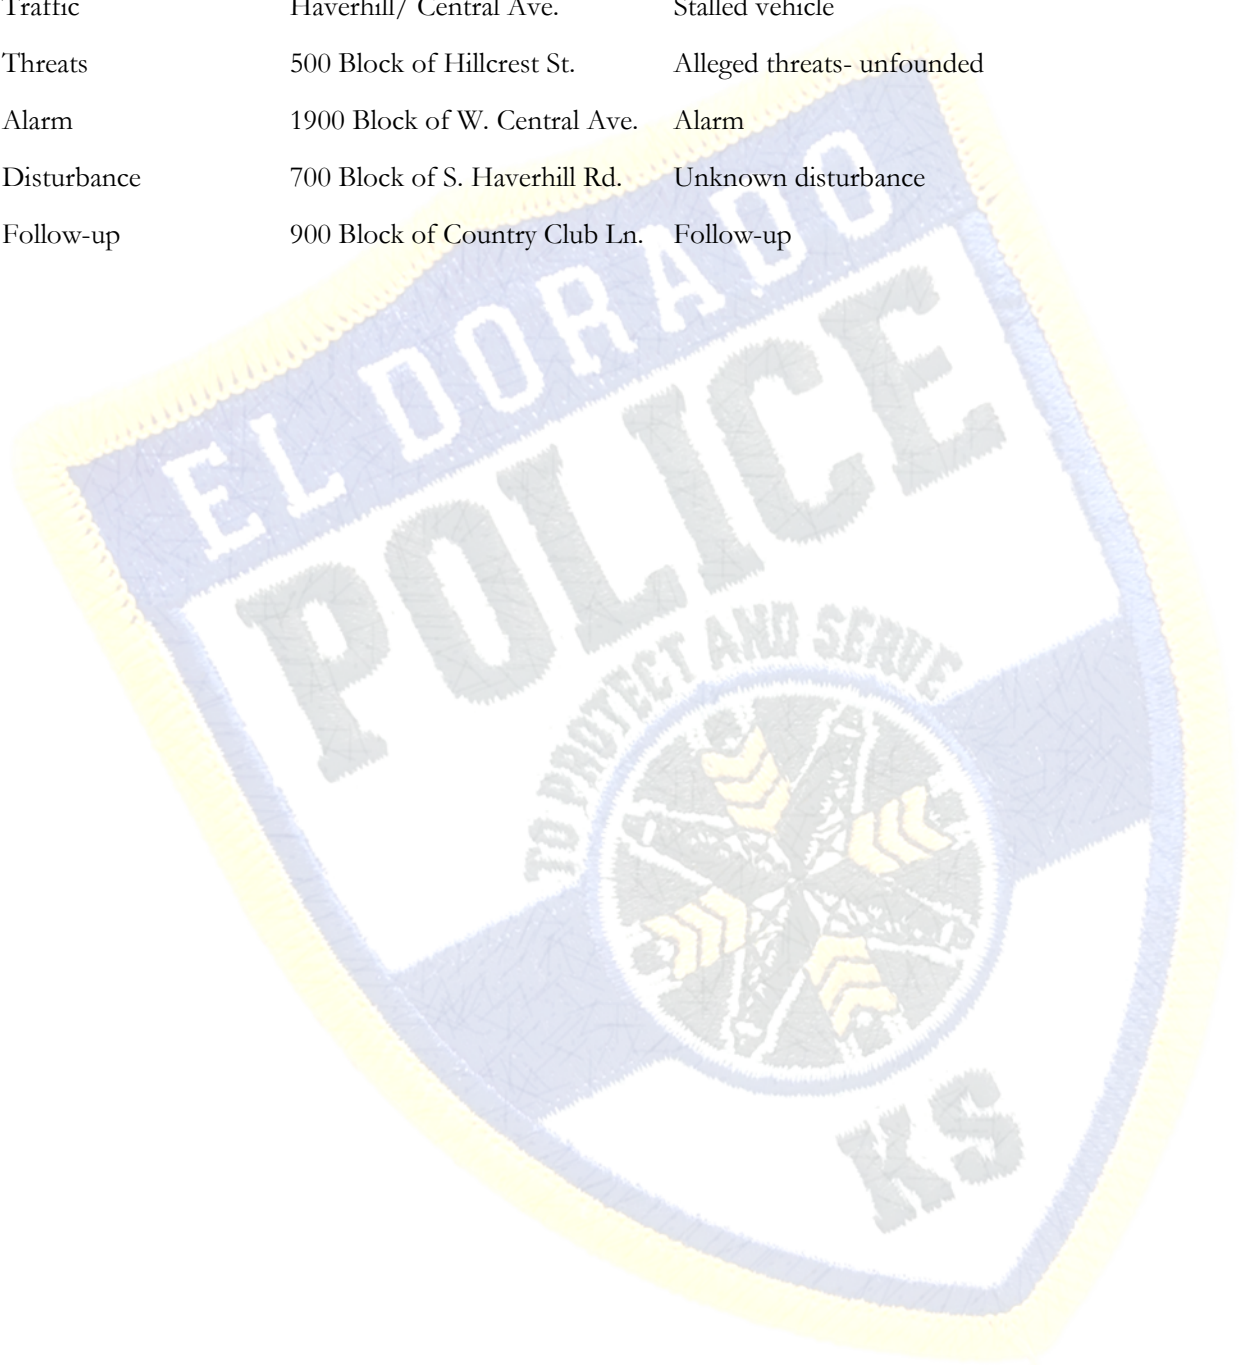 Traffic Haverhill/ Central Ave. Stalled vehicle
Threats 500 Block of Hillcrest St. Alleged threats- unfounded
Alarm 1900 Block of W. Central Ave. Alarm
Disturbance 700 Block of S. Haverhill Rd. Unknown disturbance
Follow-up 900 Block of Country Club Ln. Follow-up
EL DORADO
POLICE
TO PROTECT AND SERVE
KS